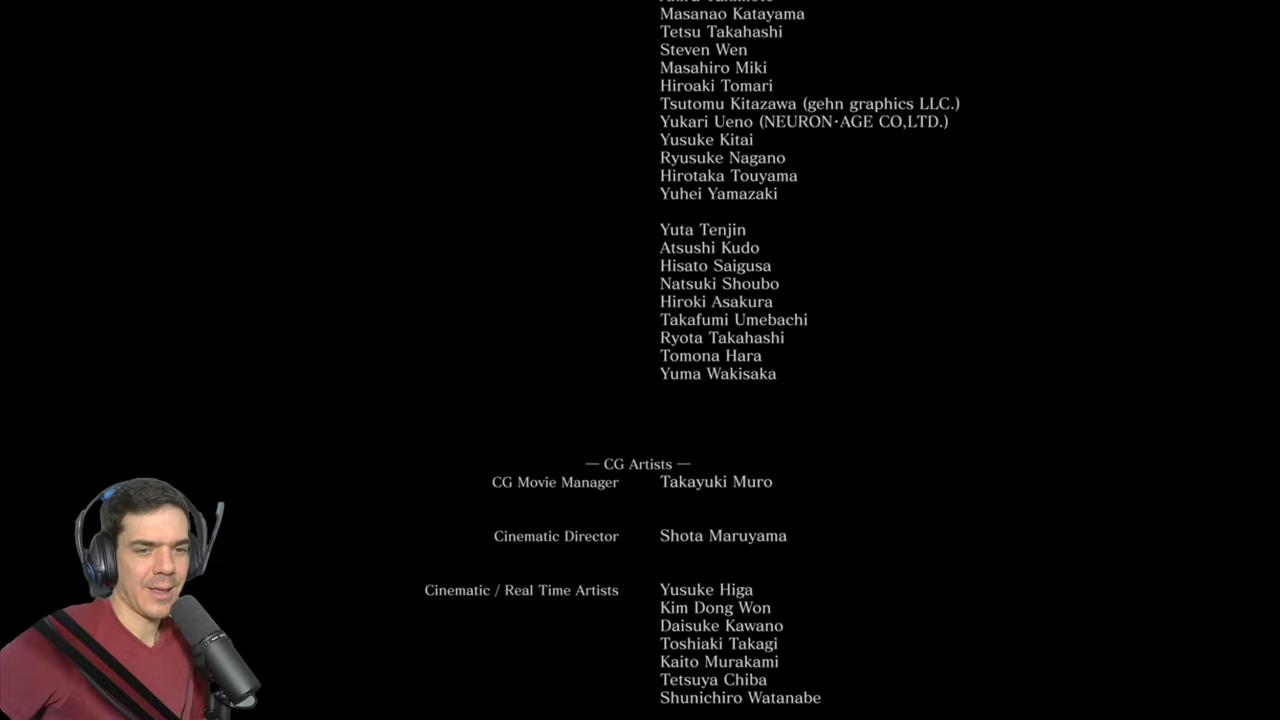 Masanao Katayama
Tetsu Takahashi
Steven Wen
Masahiro Miki
Hiroaki Tomari
Tsutomu Kitazawa (gehn graphics LLC.)
Yukari Ueno (NEURON・AGE CO,LTD.)
Yusuke Kitai
Ryusuke Nagano
Hirotaka Touyama
Yuhei Yamazaki
Yuta Tenjin
Atsushi Kudo
Hisato Saigusa
Natsuki Shoubo
Hiroki Asakura
Takafumi Umebachi
Ryota Takahashi
Tomona Hara
Yuma Wakisaka
— CG Artists —
CG Movie Manager Takayuki Muro
Cinematic Director Shota Maruyama
Cinematic / Real Time Artists Yusuke Higa
Kim Dong Won
Daisuke Kawano
Toshiaki Takagi
Kaito Murakami
Tetsuya Chiba
Shunichiro Watanabe